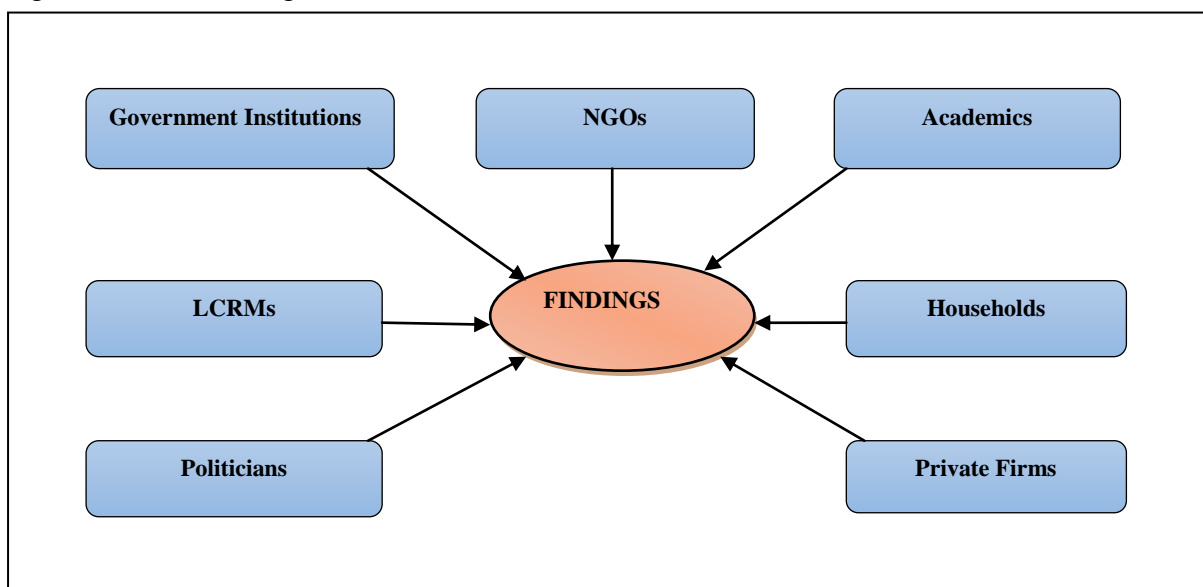 Government Institutions
NGOs
Academics
LCRMs
FINDINGS
Households
Politicians
Private Firms